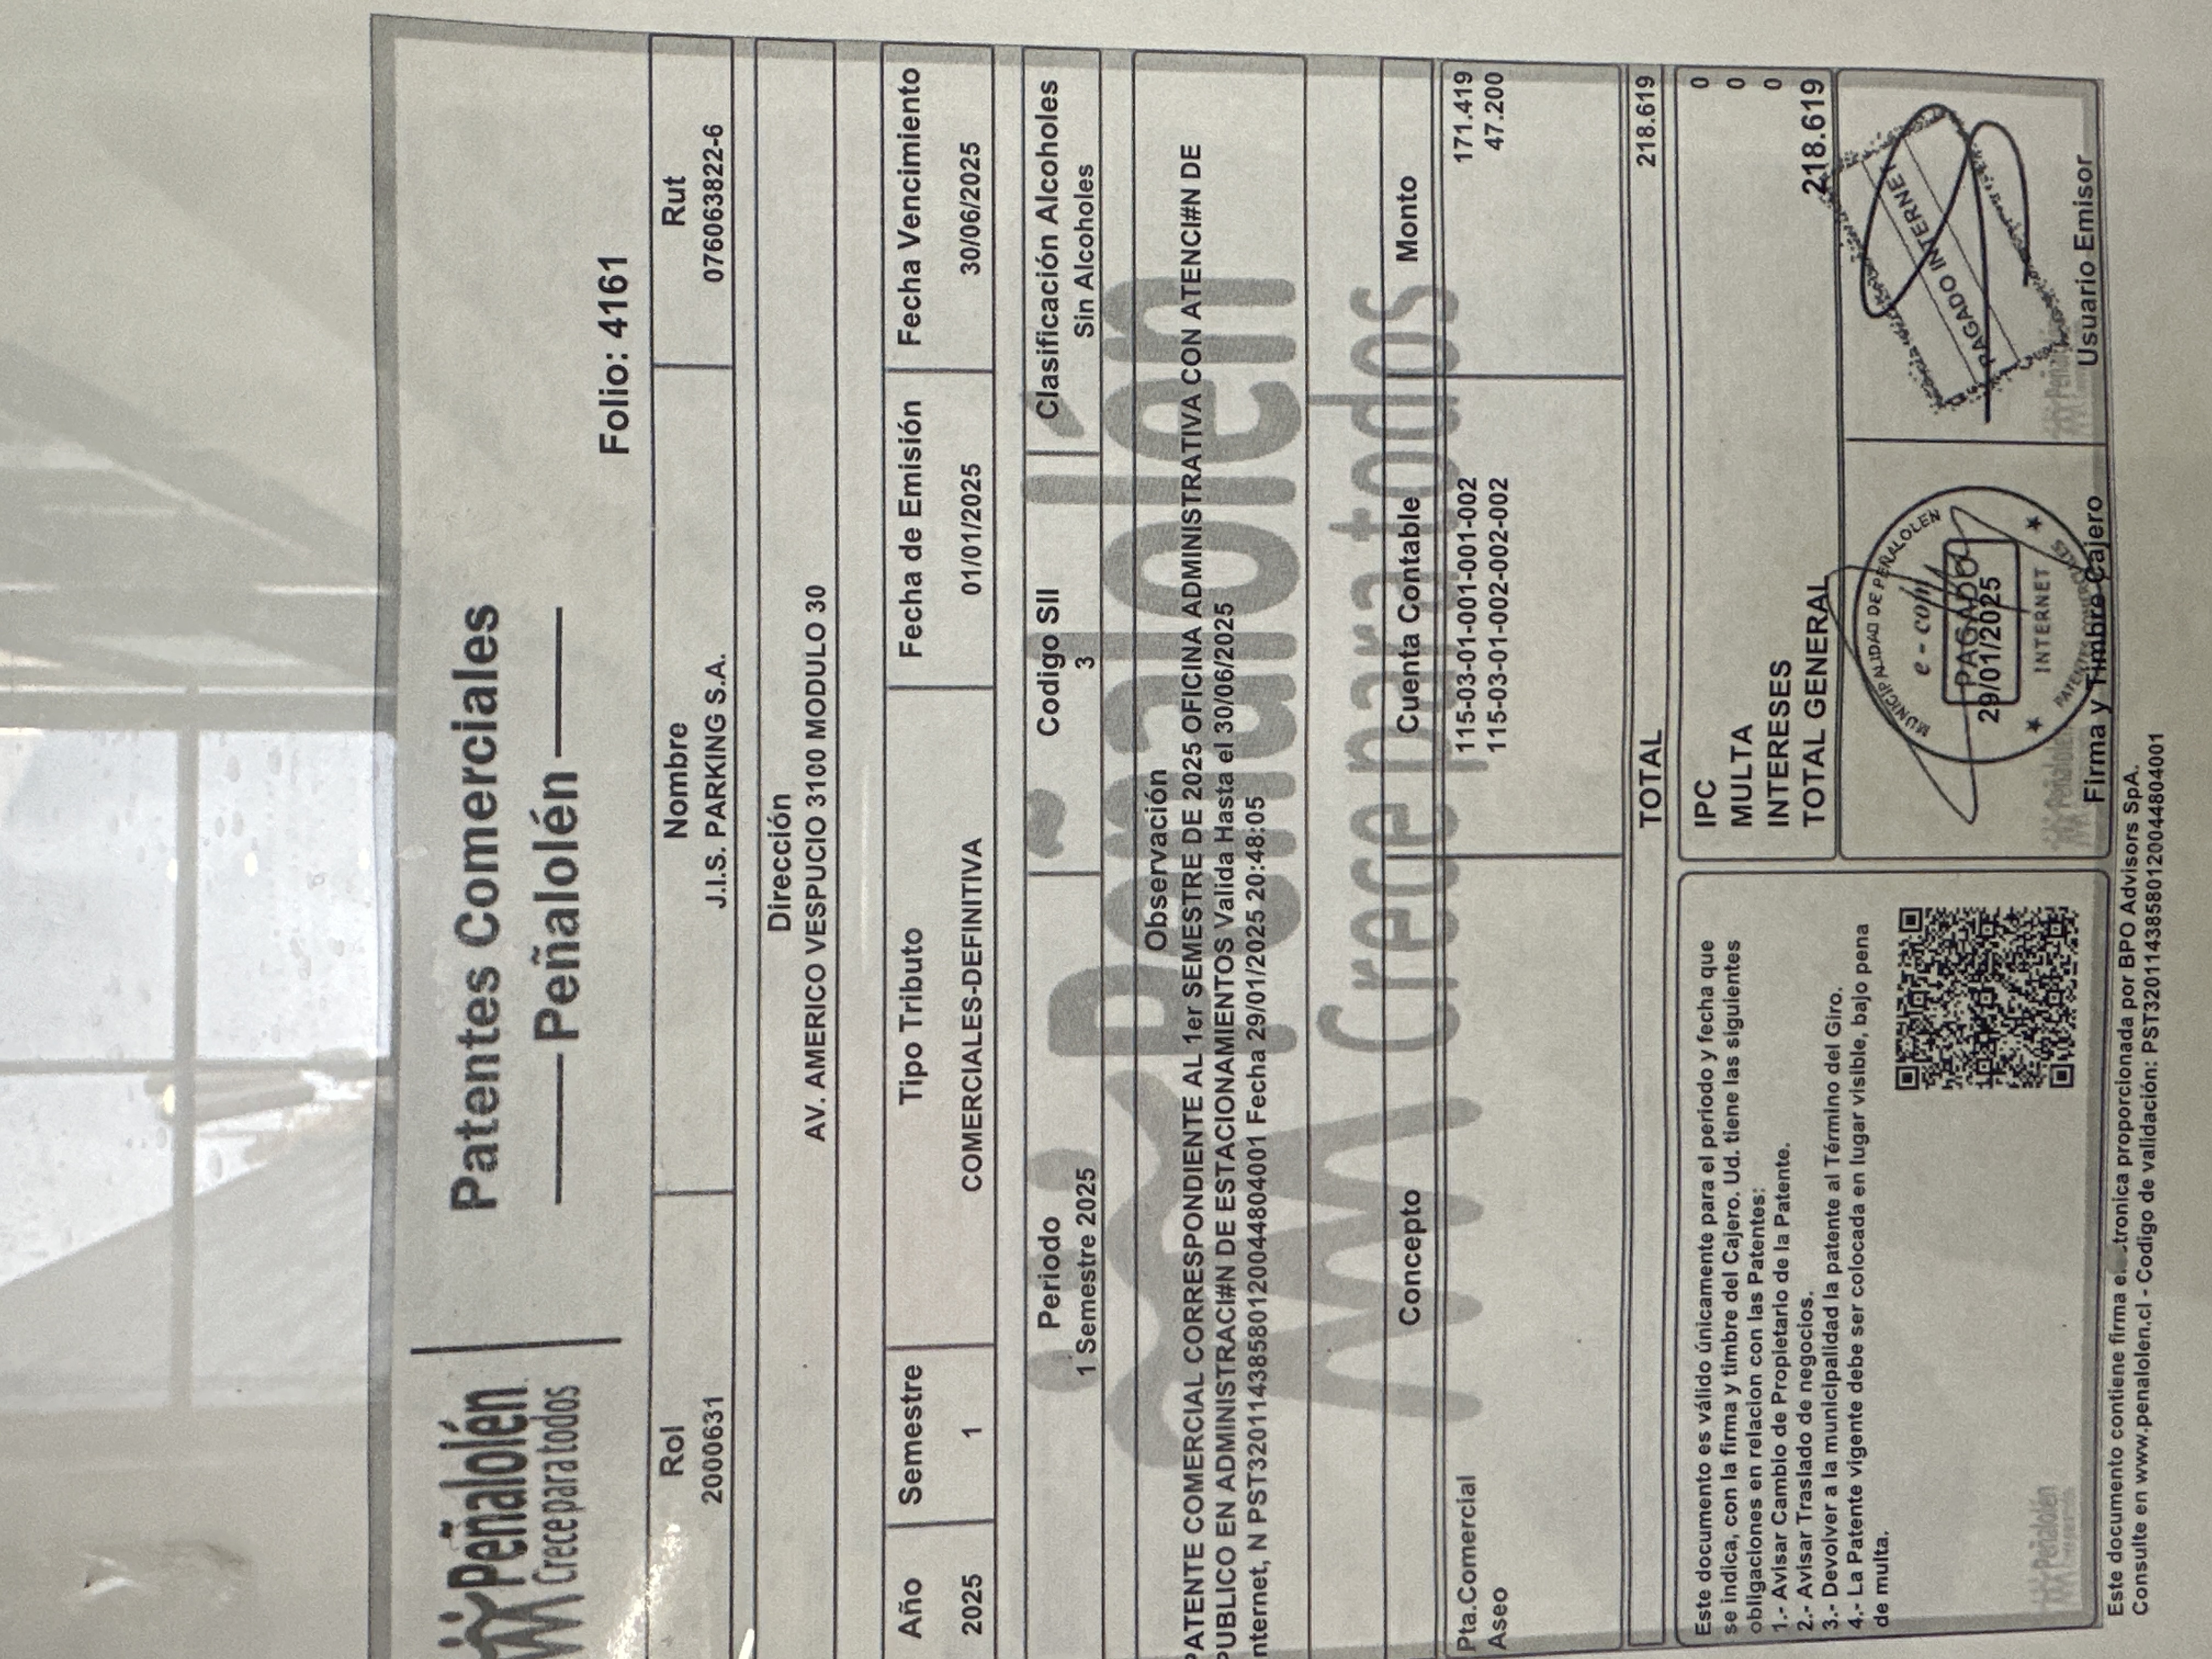 Peñalolén
Crece para todos
Patentes Comerciales
Peñalolén
Folio: 4161
Rol Nombre Rut
2000631 J.I.S. PARKING S.A. 076063822-6
Dirección
AV. AMERICO VESPUCIO 3100 MODULO 30
Año Semestre Tipo Tributo Fecha de Emisión Fecha Vencimiento
2025 1 COMERCIALES-DEFINITIVA 01/01/2025 30/06/2025
Periodo Codigo SII Clasificación Alcoholes
1 Semestre 2025 3 Sin Alcoholes
Peñalolén
Crece para todos
Observación
PATENTE COMERCIAL CORRESPONDIENTE AL 1er SEMESTRE DE 2025 OFICINA ADMINISTRATIVA CON ATENCI#N DE
PUBLICO EN ADMINISTRACI#N DE ESTACIONAMIENTOS Valida Hasta el 30/06/2025
nternet, N PST32011438580120044804001 Fecha 29/01/2025 20:48:05
Concepto Cuenta Contable Monto
Pta.Comercial 115-03-01-001-001-002 171.419
Aseo 115-03-01-002-002-002 47.200
TOTAL 218.619
Este documento es válido únicamente para el periodo y fecha que
se indica, con la firma y timbre del Cajero. Ud. tiene las siguientes
obligaciones en relacion con las Patentes:
1.- Avisar Cambio de Propietario de la Patente.
2.- Avisar Traslado de negocios.
3.- Devolver a la municipalidad la patente al Término del Giro.
4.- La Patente vigente debe ser colocada en lugar visible, bajo pena
de multa.
IPC 0
MULTA 0
INTERESES 0
TOTAL GENERAL 218.619
MUNICIPALIDAD DE PEÑALOLEN
e-com
PAGADO
29/01/2025
INTERNET
PATENTES COMERCIALES
Firma y Timbre Cajero
PAGADO INTERNET
Usuario Emisor
Peñalolén
Peñalolén
Este documento contiene firma proporcionada por BPO Advisors SpA.
Consulte en www.penalolen.cl - Codigo de validación: PST32011438580120044804001